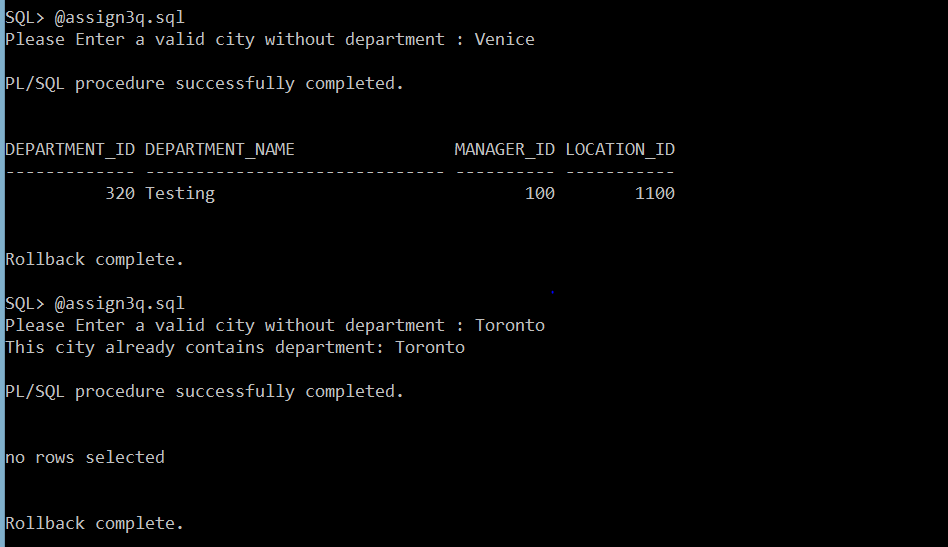 SQL> @assign3q.sql
Please Enter a valid city without department : Venice
PL/SQL procedure successfully completed.
DEPARTMENT_ID DEPARTMENT_NAME                MANAGER_ID LOCATION_ID
------------- ------------------------------ ---------- -----------
          320 Testing                               100        1100
Rollback complete.
SQL> @assign3q.sql
Please Enter a valid city without department : Toronto
This city already contains department: Toronto
PL/SQL procedure successfully completed.
no rows selected
Rollback complete.